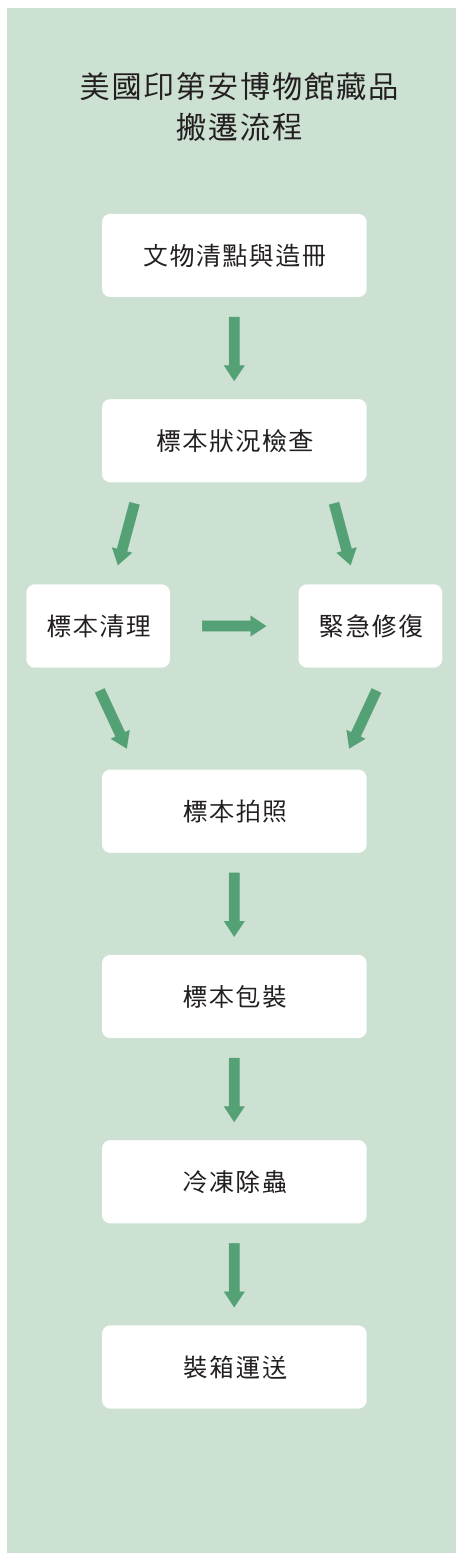 美國印第安博物館藏品
搬遷流程
文物清點與造冊
標本狀況檢查
標本清理
緊急修復
標本拍照
標本包裝
冷凍除蟲
裝箱運送